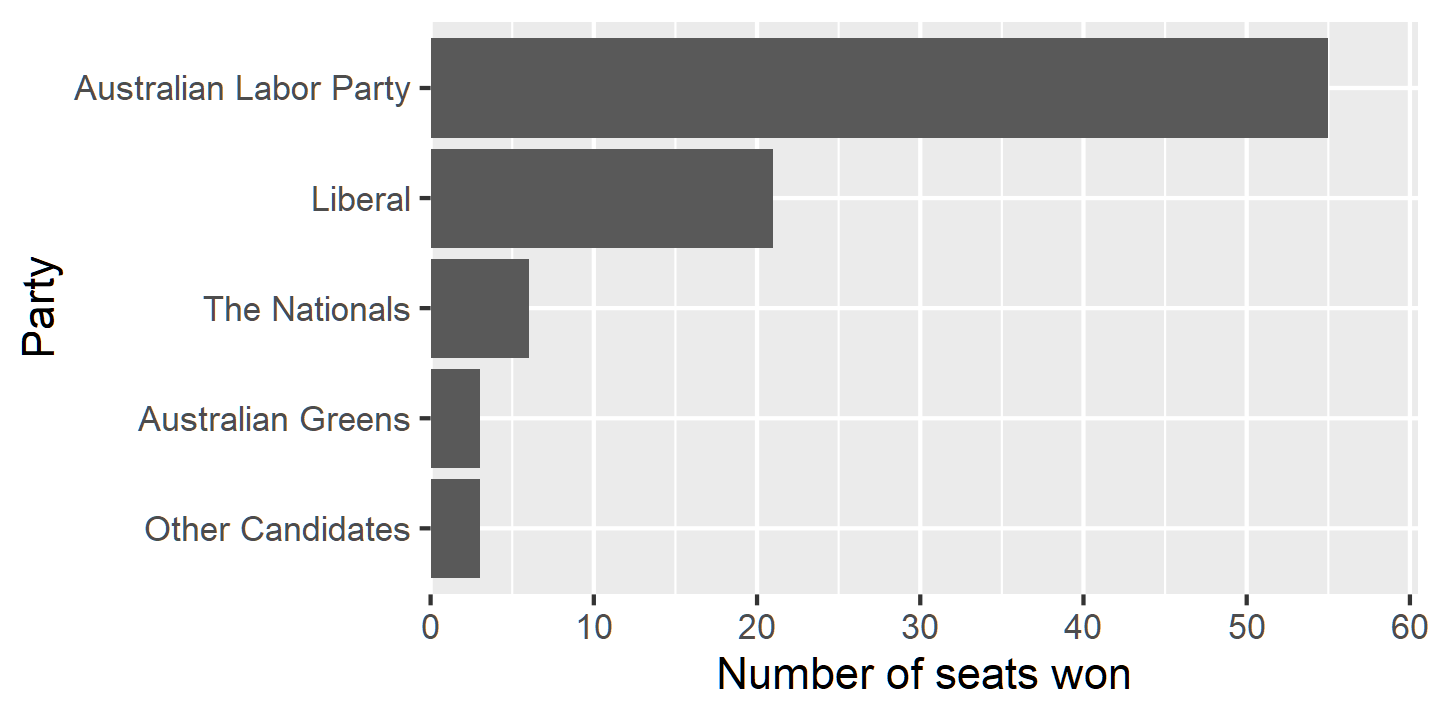 Australian Labor Party
Liberal
The Nationals
Australian Greens
Other Candidates
Party
0 10 20 30 40 50 60
Number of seats won